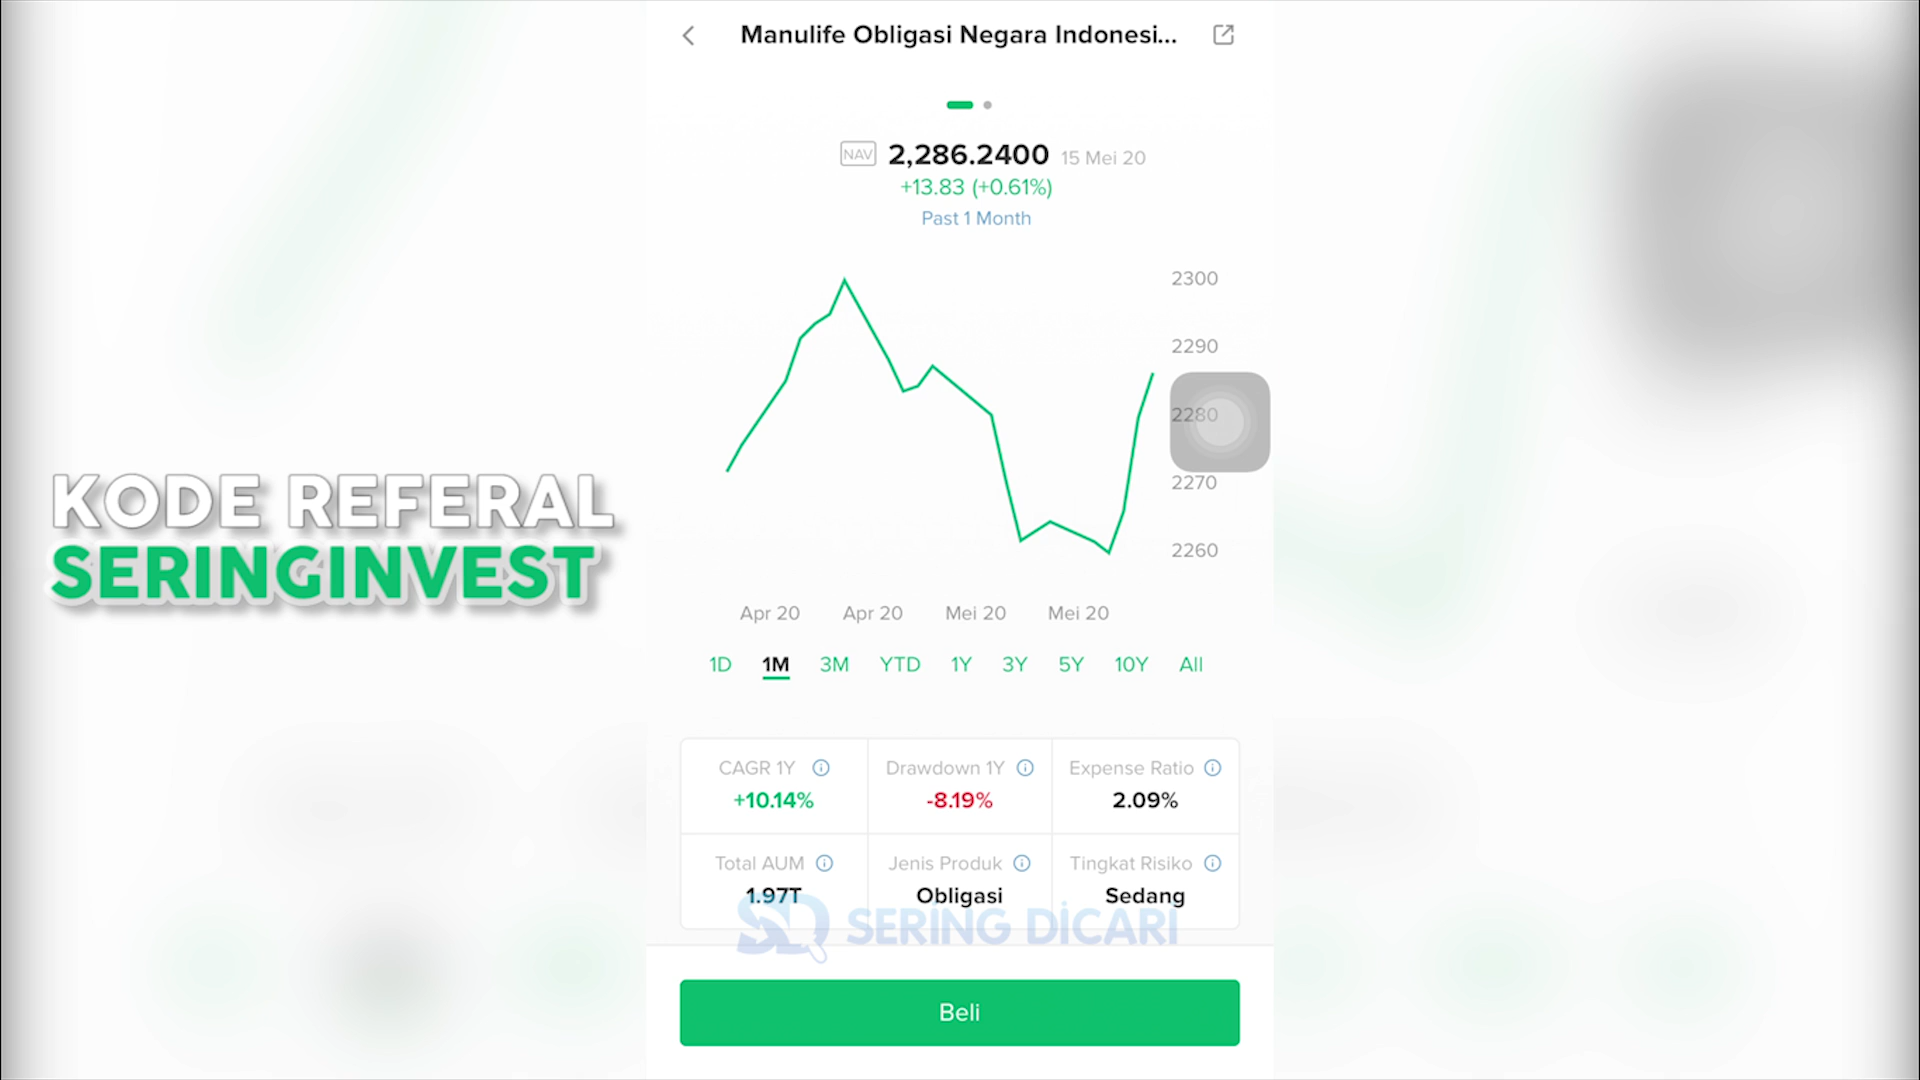 Manulife Obligasi Negara Indonesi...
NAV 2,286.2400 15 Mei 20
+13.83 (+0.61%)
Past 1 Month
2300
2290
2280
2270
2260
KODE REFERAL
SERINGINVEST
Apr 20 Apr 20 Mei 20 Mei 20
1D 1M 3M YTD 1Y 3Y 5Y 10Y All
CAGR 1Y Drawdown 1Y Expense Ratio
+10.14% -8.19% 2.09%
Total AUM Jenis Produk Tingkat Risiko
1.97T Obligasi Sedang
SD SERING DICARI
Beli